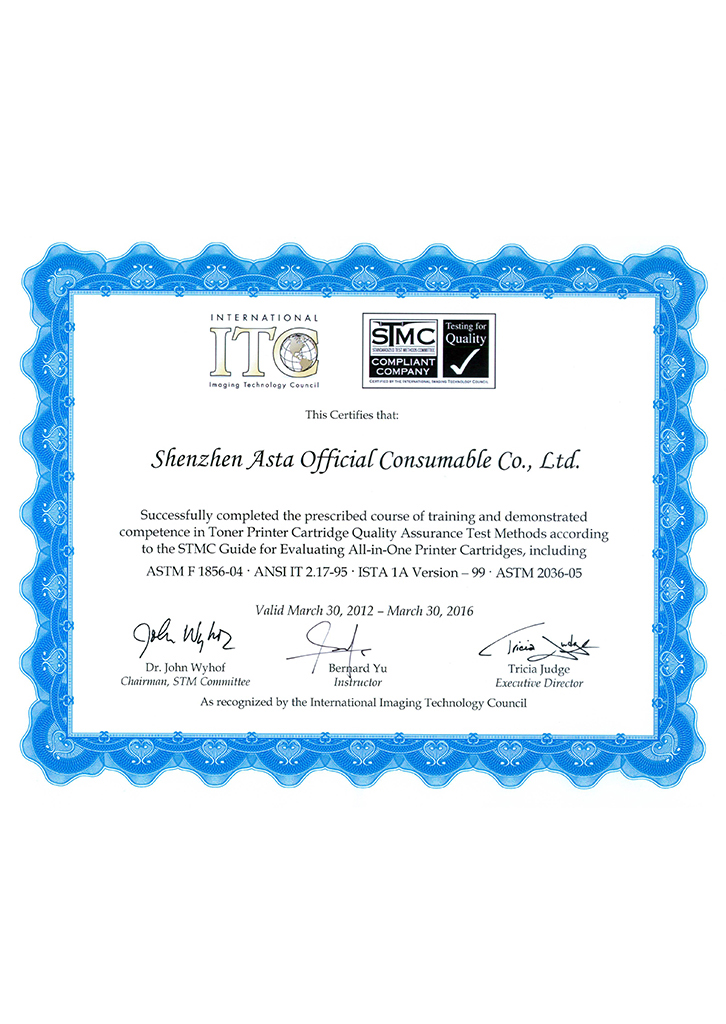 INTERNATIONAL
ITC
Imaging Technology Council
STMC
STANDARDIZED TEST METHODS COMMITTEE
COMPLIANT
COMPANY
Testing for
Quality
CERTIFIED BY THE INTERNATIONAL IMAGING TECHNOLOGY COUNCIL
This Certifies that:
Shenzhen Asta Official Consumable Co., Ltd.
Successfully completed the prescribed course of training and demonstrated
competence in Toner Printer Cartridge Quality Assurance Test Methods according
to the STMC Guide for Evaluating All-in-One Printer Cartridges, including
ASTM F 1856-04 · ANSI IT 2.17-95 · ISTA 1A Version – 99 · ASTM 2036-05
Valid March 30, 2012 – March 30, 2016
John Wyhof
Tricia Judge
Dr. John Wyhof
Bernard Yu
Tricia Judge
Chairman, STM Committee
Instructor
Executive Director
As recognized by the International Imaging Technology Council